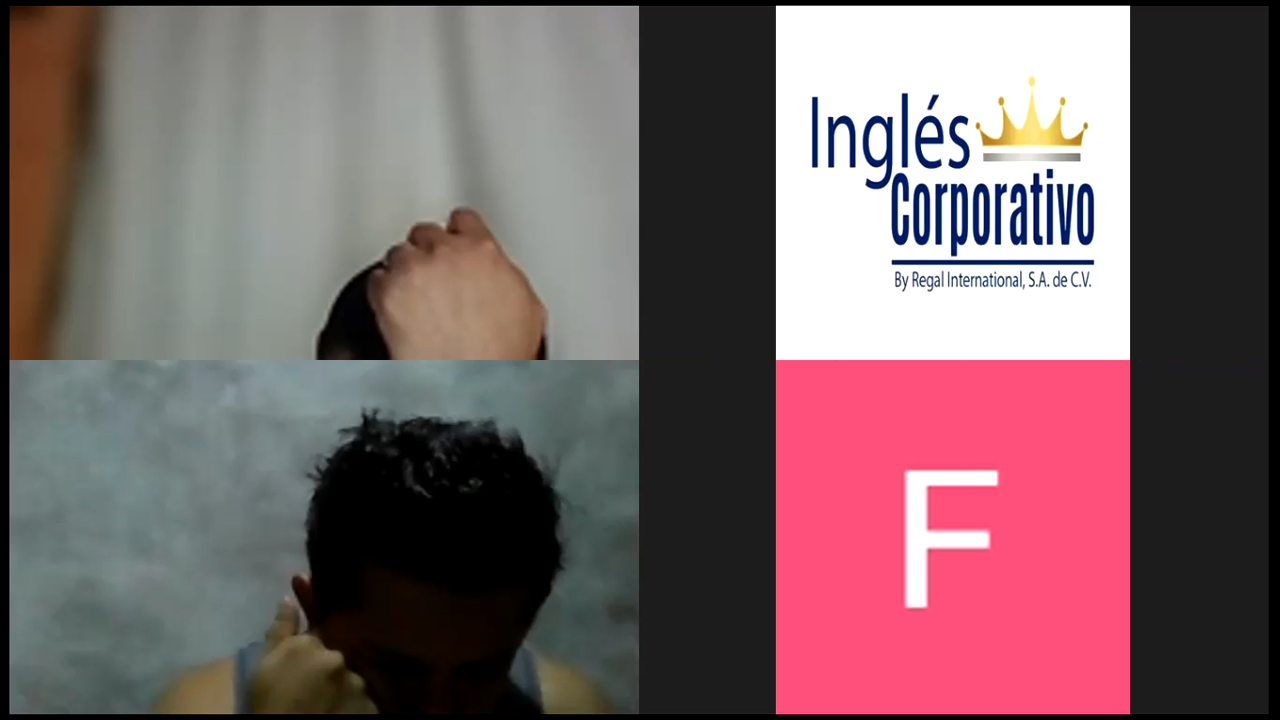 Inglés
Corporativo
By Regal International, S.A. de C.V.
F